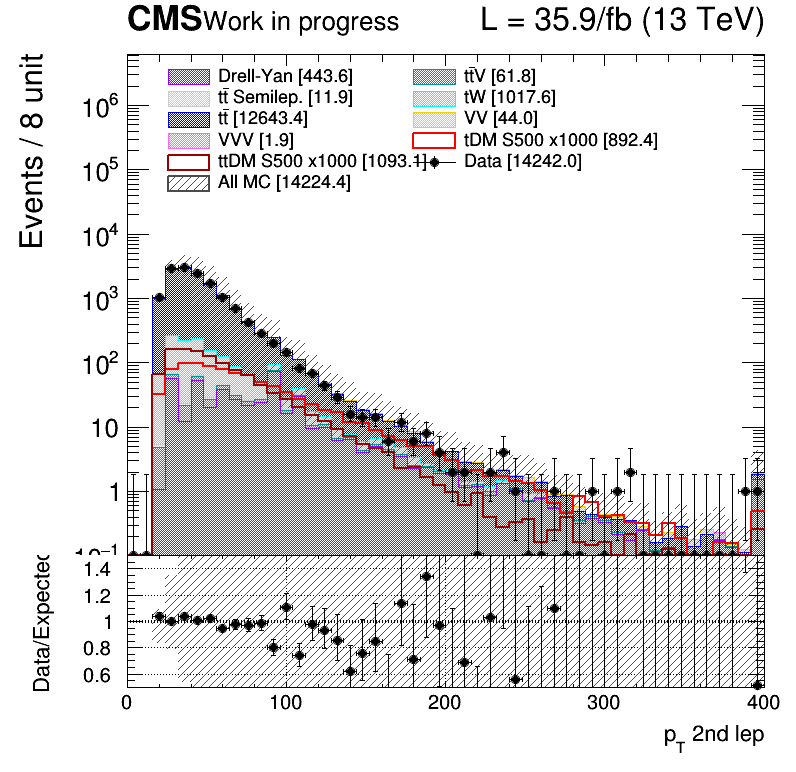 CMS Work in progress L = 35.9/fb (13 TeV)
Drell-Yan [443.6] tt̄V [61.8]
tt̄ Semilep. [11.9] tW [1017.6]
tt̄ [12643.4] VV [44.0]
VVV [1.9] tDM S500 x1000 [892.4]
ttDM S500 x1000 [1093.1] Data [14242.0]
All MC [14224.4]
Events / 8 unit
10⁶
10⁵
10⁴
10³
10²
10
1
10⁻¹
Data/Expected
1.4
1.2
1
0.8
0.6
0 100 200 300 400
p_T 2nd lep